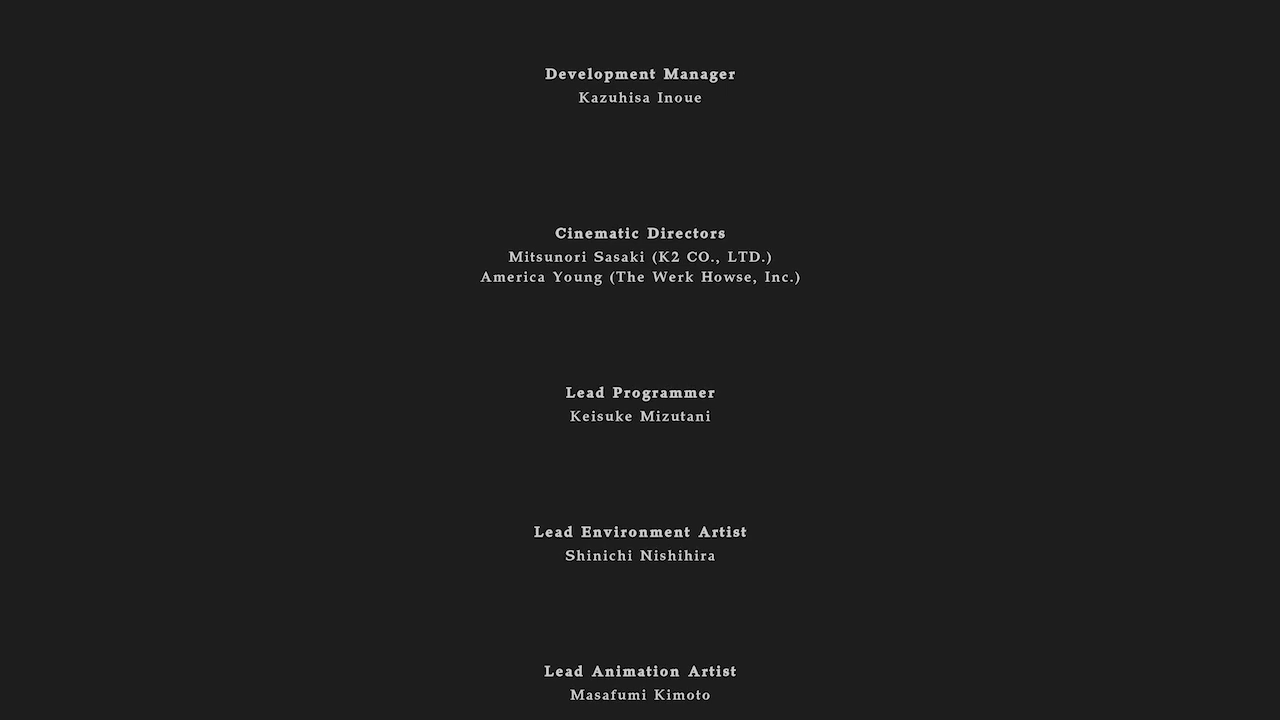 Development Manager
Kazuhisa Inoue
Cinematic Directors
Mitsunori Sasaki (K2 CO., LTD.)
America Young (The Werk Howse, Inc.)
Lead Programmer
Keisuke Mizutani
Lead Environment Artist
Shinichi Nishihira
Lead Animation Artist
Masafumi Kimoto